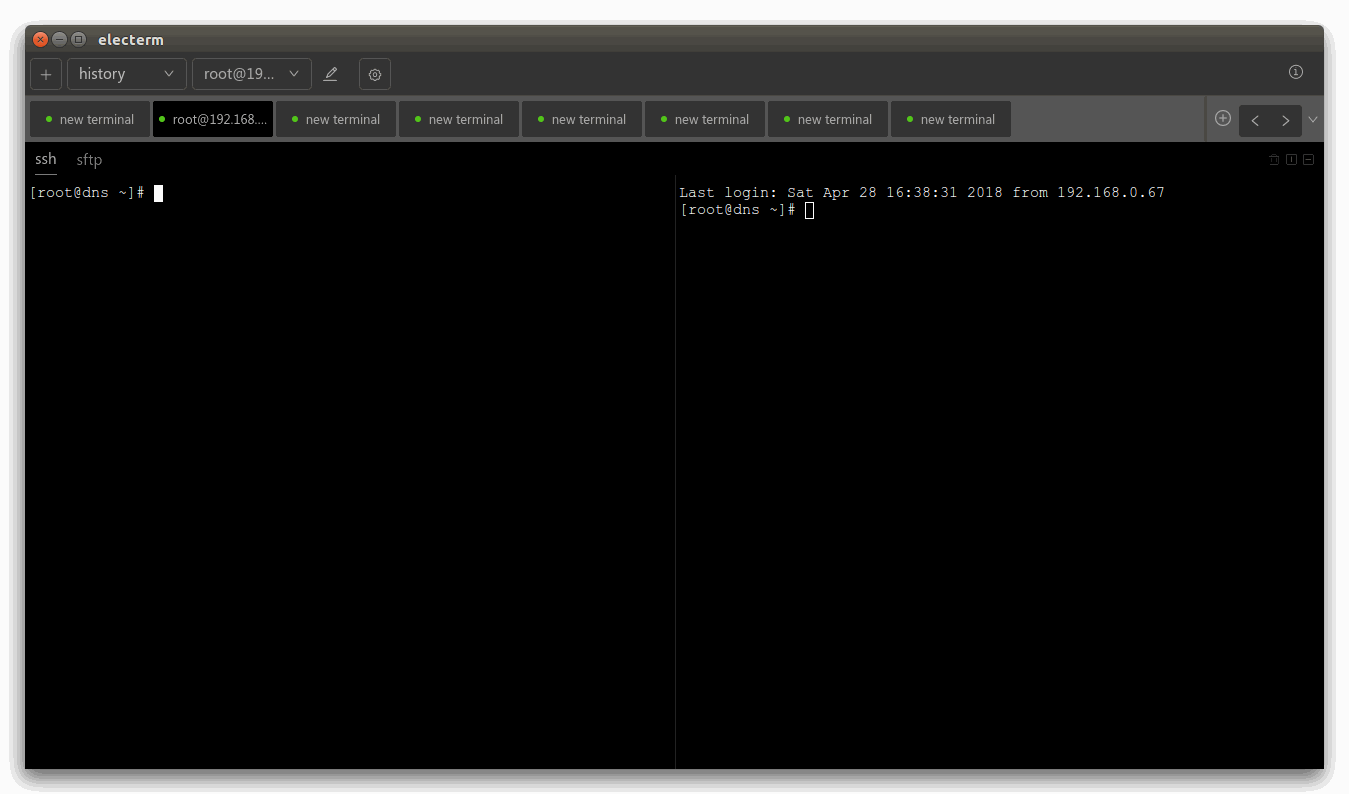 electerm
history root@19...
new terminal root@192.168.... new terminal new terminal new terminal new terminal new terminal new terminal
ssh sftp
[root@dns ~]#
Last login: Sat Apr 28 16:38:31 2018 from 192.168.0.67
[root@dns ~]#